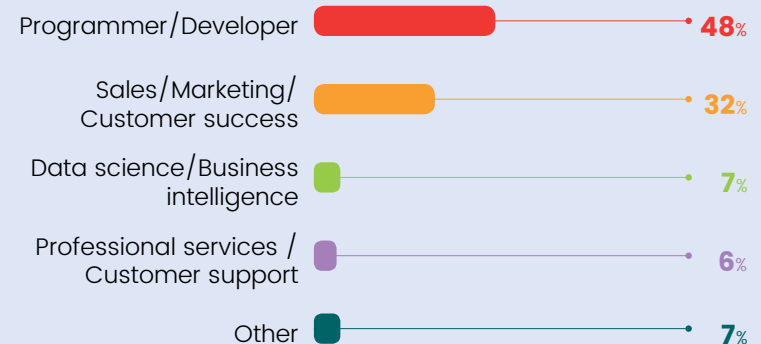 Programmer/Developer 48%
Sales/Marketing/
Customer success 32%
Data science/Business
intelligence 7%
Professional services /
Customer support 6%
Other 7%